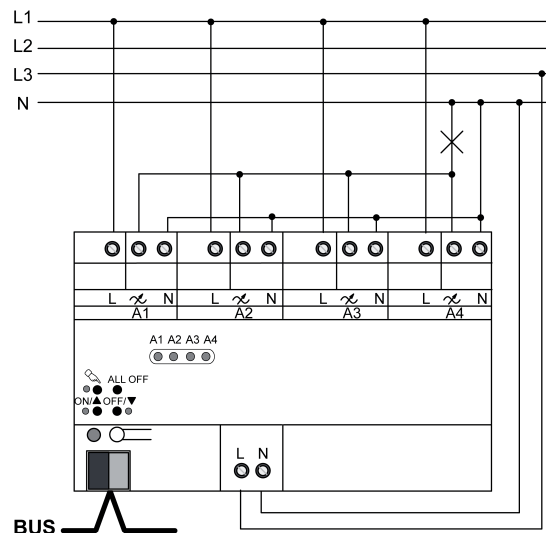 L1
L2
L3
N
L N L N L N L N
A1 A2 A3 A4
A1 A2 A3 A4
ALL OFF
ON/▲ OFF/▼
L N
BUS